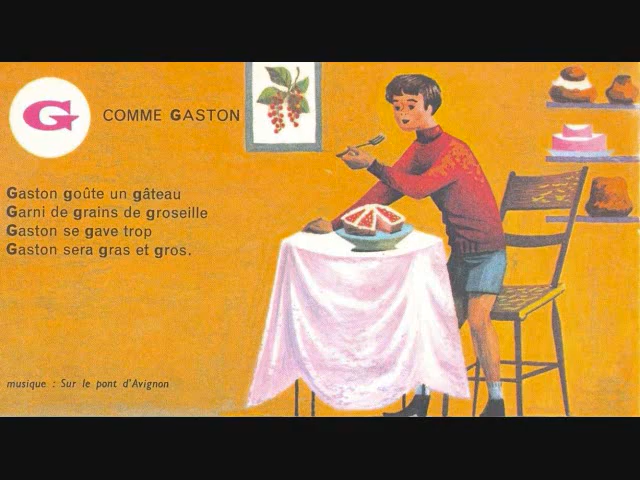 G
COMME GASTON
Gaston goûte un gâteau
Garni de grains de groseille
Gaston se gave trop
Gaston sera gras et gros.
musique : Sur le pont d'Avignon